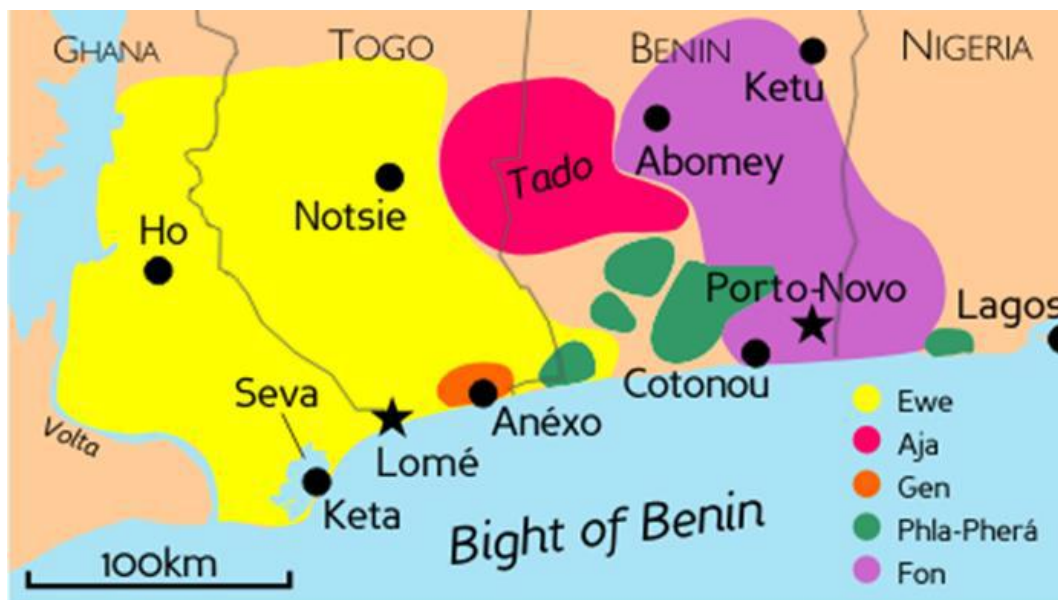 GHANA
TOGO
BENIN
NIGERIA
Ketu
Abomey
Tado
Notsie
Ho
Porto-Novo
Lagos
Seva
Cotonou
Anéxo
Volta
Lomé
Keta
Bight of Benin
100km
Ewe
Aja
Gen
Phla-Pherá
Fon